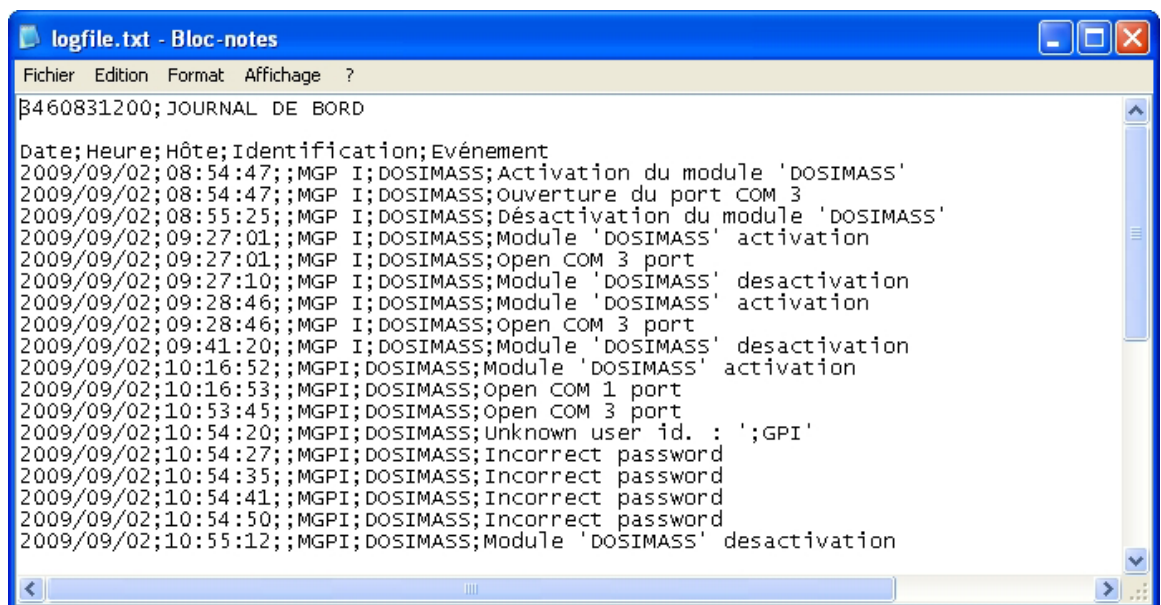 logfile.txt - Bloc-notes
Fichier Edition Format Affichage ?
3460831200;JOURNAL DE BORD
Date;Heure;Hôte;Identification;Evénement
2009/09/02;08:54:47;;MGP I;DOSIMASS;Activation du module 'DOSIMASS'
2009/09/02;08:54:47;;MGP I;DOSIMASS;Ouverture du port COM 3
2009/09/02;08:55:25;;MGP I;DOSIMASS;Désactivation du module 'DOSIMASS'
2009/09/02;09:27:01;;MGP I;DOSIMASS;Module 'DOSIMASS' activation
2009/09/02;09:27:01;;MGP I;DOSIMASS;Open COM 3 port
2009/09/02;09:27:10;;MGP I;DOSIMASS;Module 'DOSIMASS' desactivation
2009/09/02;09:28:46;;MGP I;DOSIMASS;Module 'DOSIMASS' activation
2009/09/02;09:28:46;;MGP I;DOSIMASS;Open COM 3 port
2009/09/02;09:41:20;;MGP I;DOSIMASS;Module 'DOSIMASS' desactivation
2009/09/02;10:16:52;;MGPI;DOSIMASS;Module 'DOSIMASS' activation
2009/09/02;10:16:53;;MGPI;DOSIMASS;Open COM 1 port
2009/09/02;10:53:45;;MGPI;DOSIMASS;Open COM 3 port
2009/09/02;10:54:20;;MGPI;DOSIMASS;Unknown user id. : ';GPI'
2009/09/02;10:54:27;;MGPI;DOSIMASS;Incorrect password
2009/09/02;10:54:35;;MGPI;DOSIMASS;Incorrect password
2009/09/02;10:54:41;;MGPI;DOSIMASS;Incorrect password
2009/09/02;10:54:50;;MGPI;DOSIMASS;Incorrect password
2009/09/02;10:55:12;;MGPI;DOSIMASS;Module 'DOSIMASS' desactivation